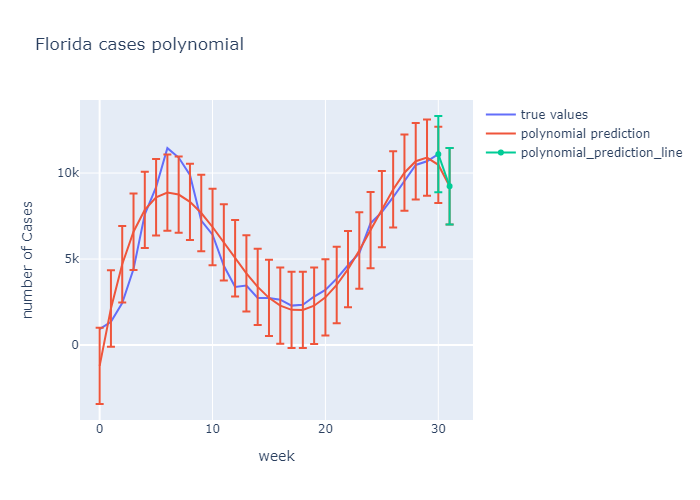 Florida cases polynomial
true values
polynomial prediction
polynomial_prediction_line
number of Cases
10k
5k
0
0
10
20
30
week